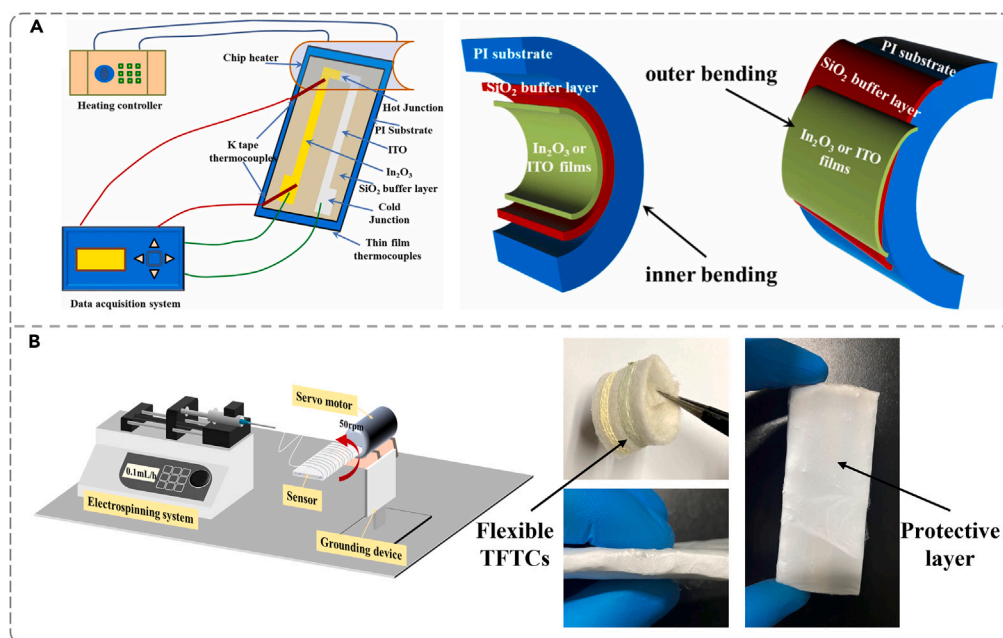 A
Chip heater
Heating controller
Hot Junction
PI Substrate
K tape
thermocouples
ITO
In₂O₃
SiO₂ buffer layer
Cold
Junction
Thin film
thermocouples
Data acquisition system
PI substrate
SiO₂ buffer layer
In₂O₃ or
ITO films
outer bending
inner bending
PI substrate
SiO₂ buffer layer
In₂O₃ or ITO
films
B
Servo motor
50rpm
0.1mL/h
Sensor
Electrospinning system
Grounding device
Flexible
TFTCs
Protective
layer